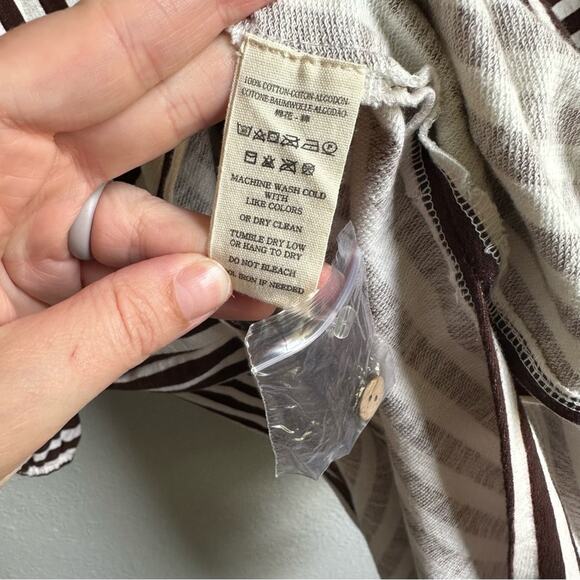 100% COTTON-COTON-ALGODON-
COTONE-BAUMWOLLE-ALGODAO-
MACHINE WASH COLD
WITH
LIKE COLORS
OR DRY CLEAN
TUMBLE DRY LOW
OR HANG TO DRY
DO NOT BLEACH
IRON IF NEEDED